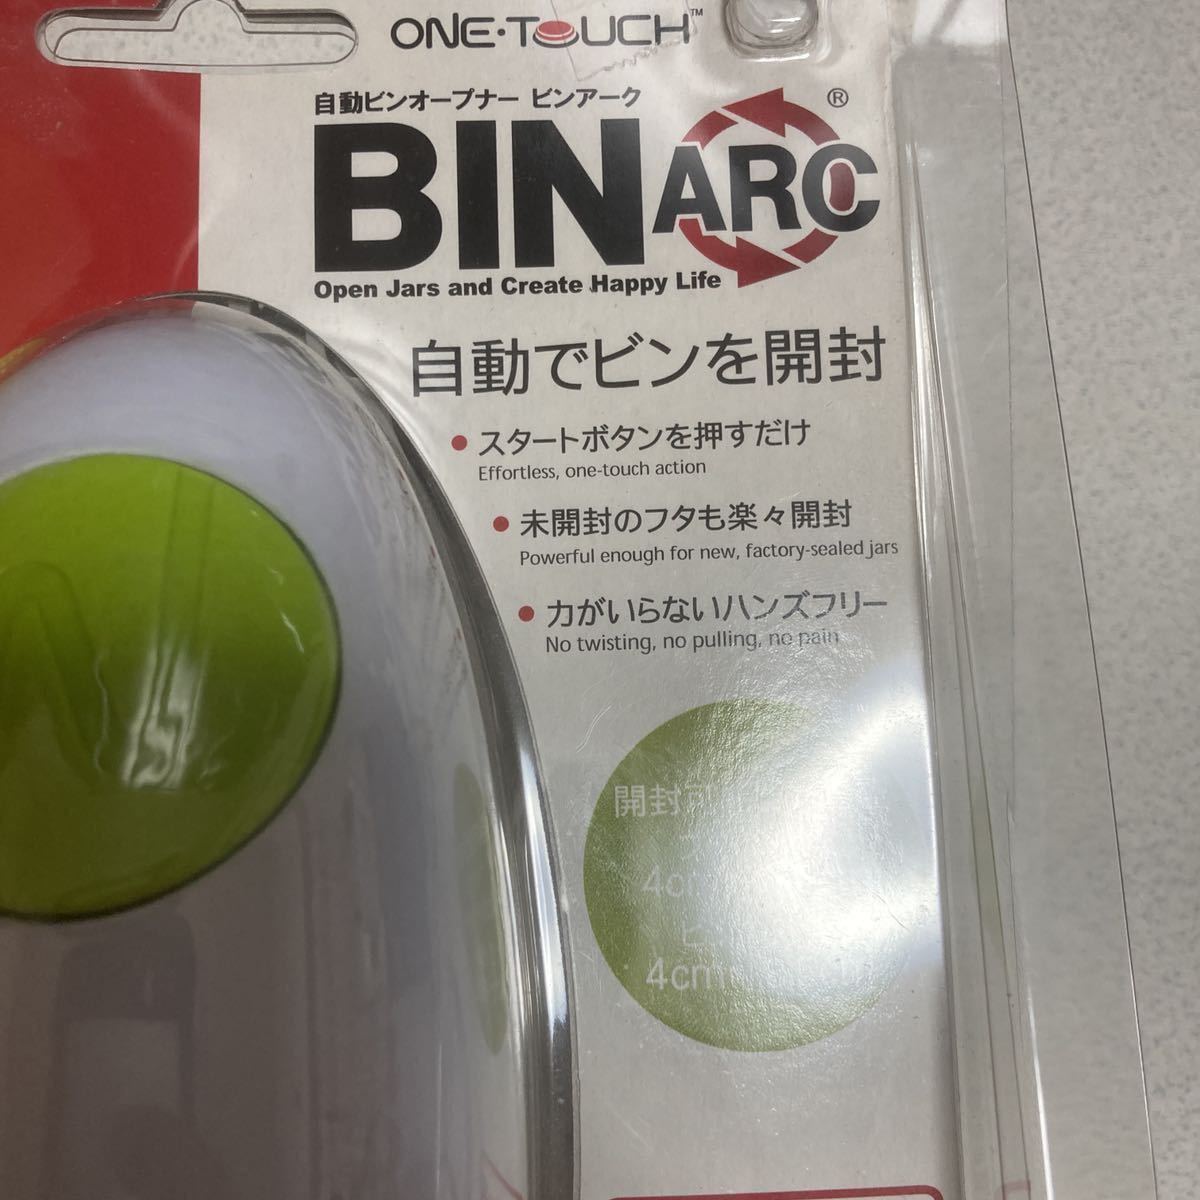 ONE·TOUCH™
自動ビンオープナー ビンアーク
BINARC®
Open Jars and Create Happy Life
自動でビンを開封
• スタートボタンを押すだけ
Effortless, one-touch action
• 未開封のフタも楽々開封
Powerful enough for new, factory-sealed jars
• 力がいらないハンズフリー
No twisting, no pulling, no pain
開封
4cm
4cm